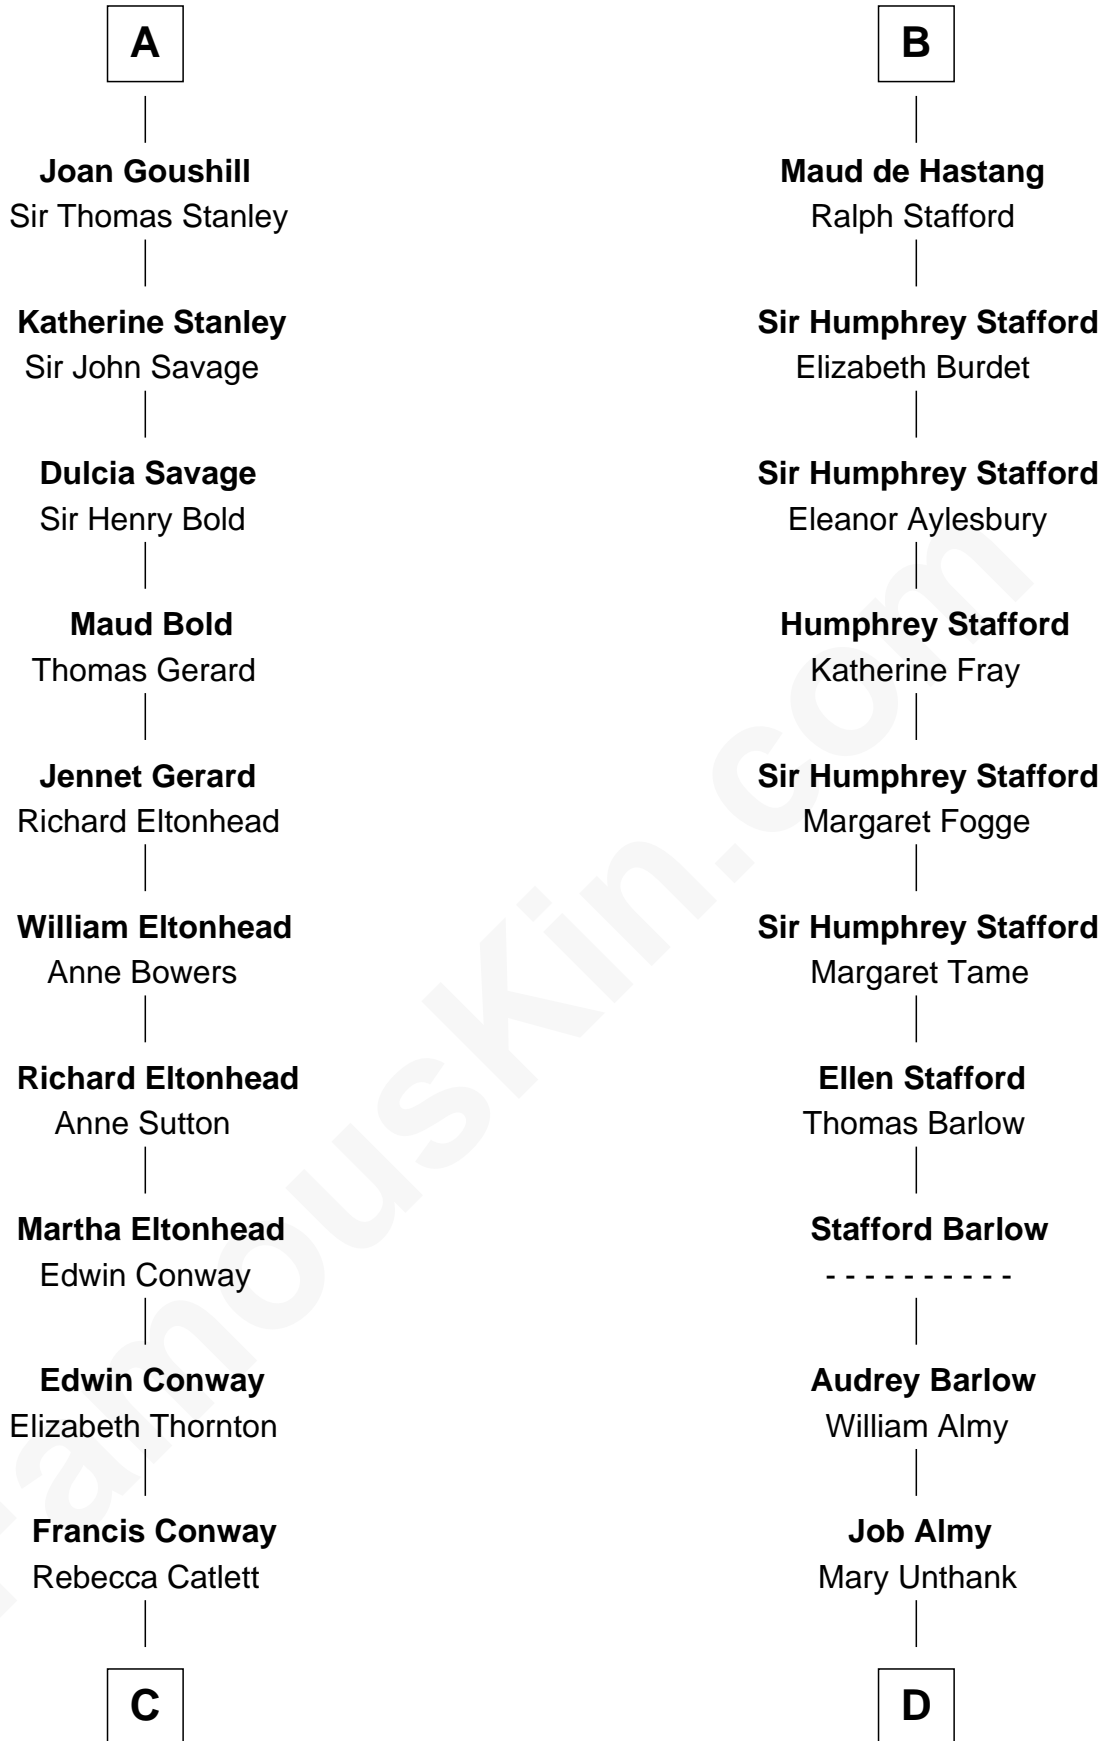 A
Joan Goushill
Sir Thomas Stanley
Katherine Stanley
Sir John Savage
Dulcia Savage
Sir Henry Bold
Maud Bold
Thomas Gerard
Jennet Gerard
Richard Eltonhead
William Eltonhead
Anne Bowers
Richard Eltonhead
Anne Sutton
Martha Eltonhead
Edwin Conway
Edwin Conway
Elizabeth Thornton
Francis Conway
Rebecca Catlett
C
B
Maud de Hastang
Ralph Stafford
Sir Humphrey Stafford
Elizabeth Burdet
Sir Humphrey Stafford
Eleanor Aylesbury
Humphrey Stafford
Katherine Fray
Sir Humphrey Stafford
Margaret Fogge
Sir Humphrey Stafford
Margaret Tame
Ellen Stafford
Thomas Barlow
Stafford Barlow
- - - - - - - - - -
Audrey Barlow
William Almy
Job Almy
Mary Unthank
D
FamousKin.com